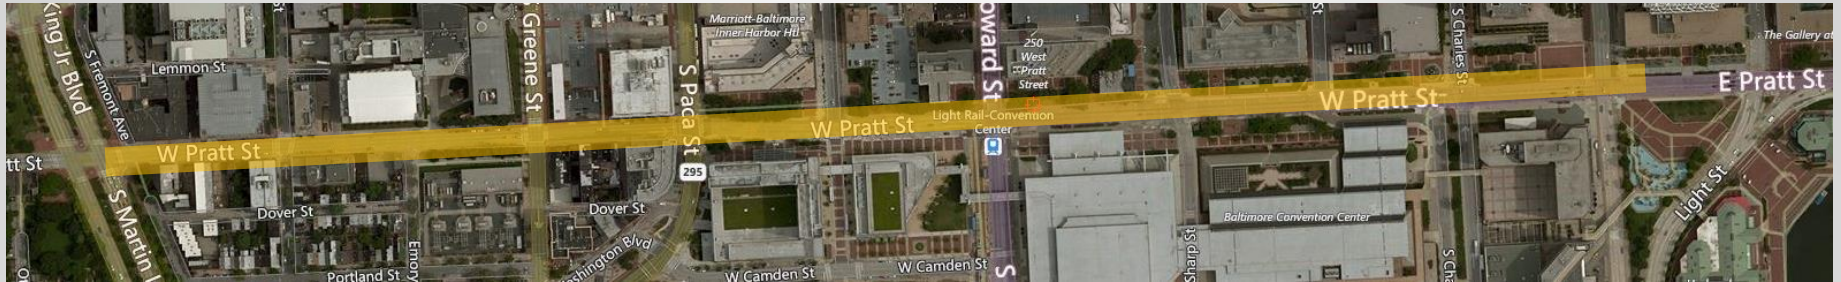 King Jr Blvd
S Fremont Ave
Lemmon St
S Greene St
S Paca St
Marriott-Baltimore
Inner Harbor Htl
oward St
250
West
Pratt
Street
St
S Charles St
The Gallery at
E Pratt St
W Pratt St
Light Rail-Convention
Center
W Pratt St
W Pratt St
tt St
295
S Martin L
Dover St
Dover St
Baltimore Convention Center
Light St
Emory
Portland St
ashington Blvd
W Camden St
W Camden St
S
Sharp St
S Cha